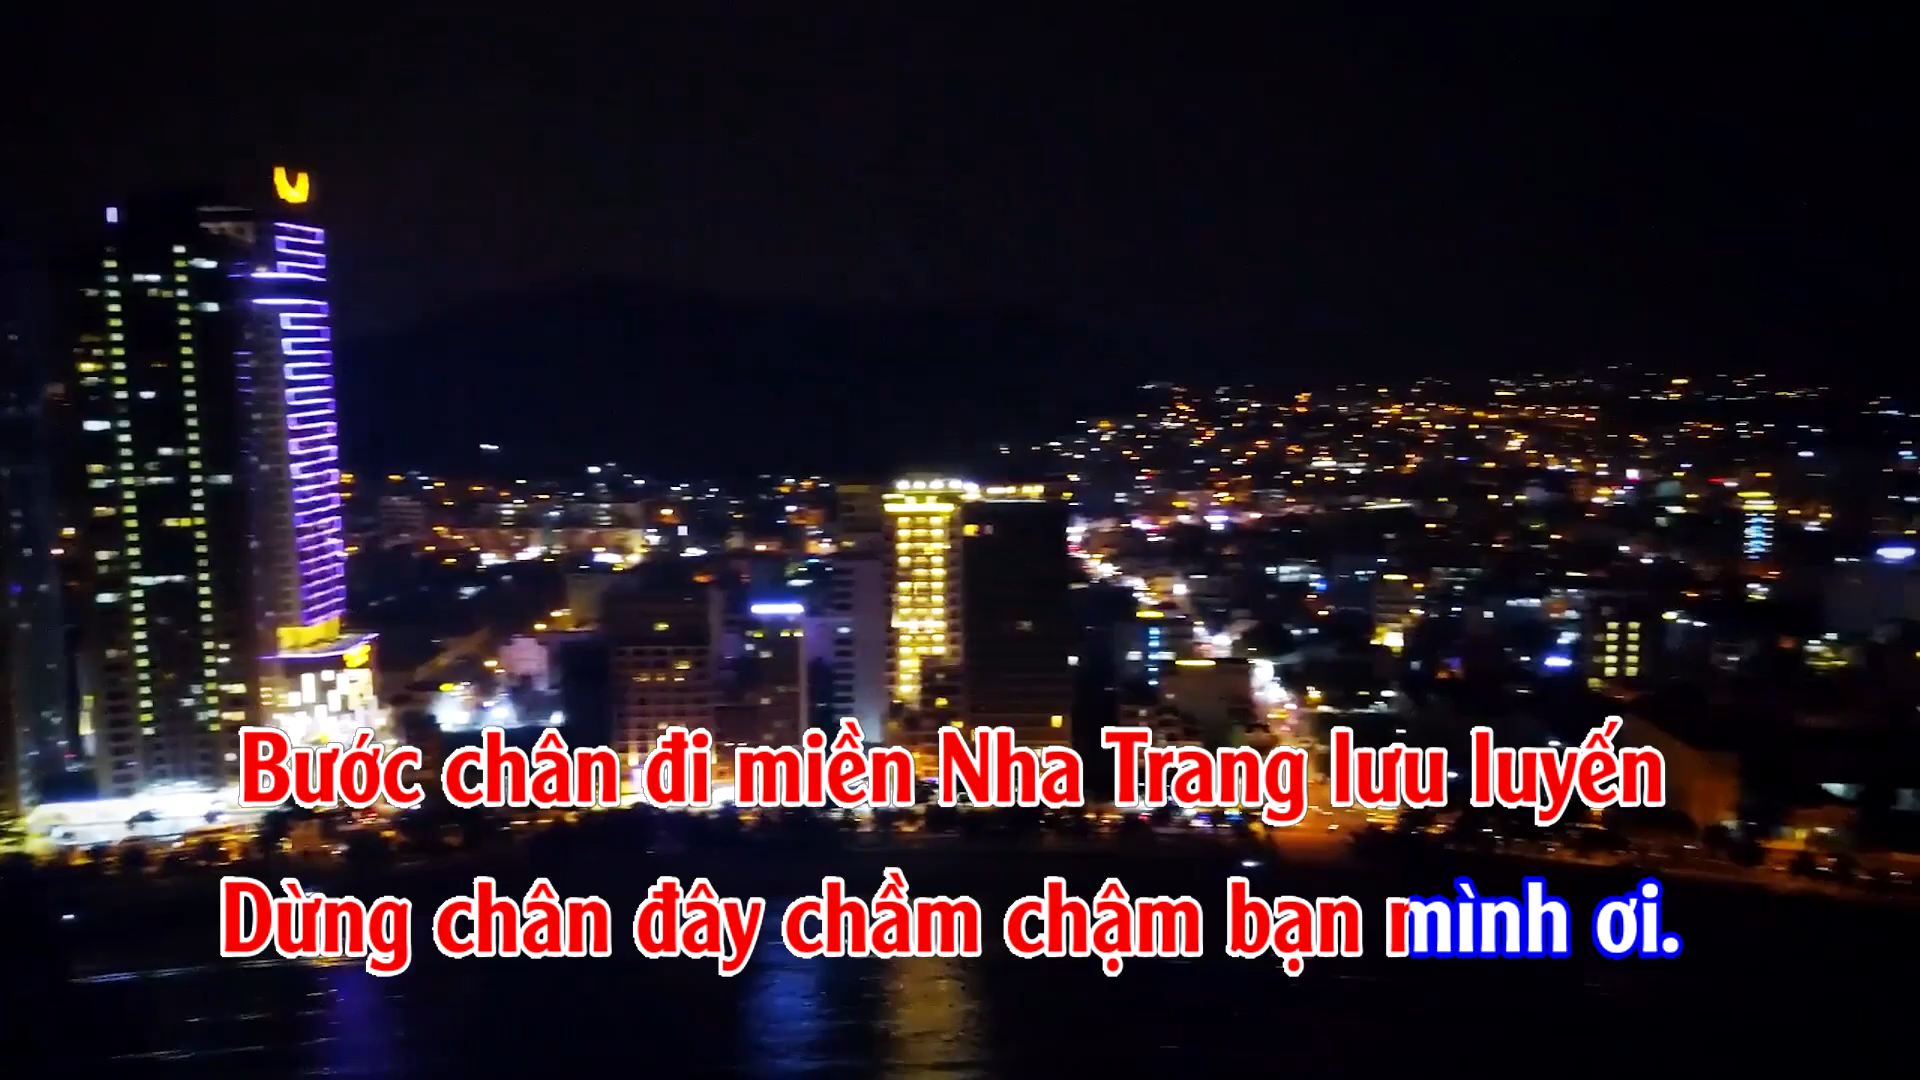 Bước chân đi miền Nha Trang lưu luyến
Dừng chân đây chầm chậm bạn mình ơi.